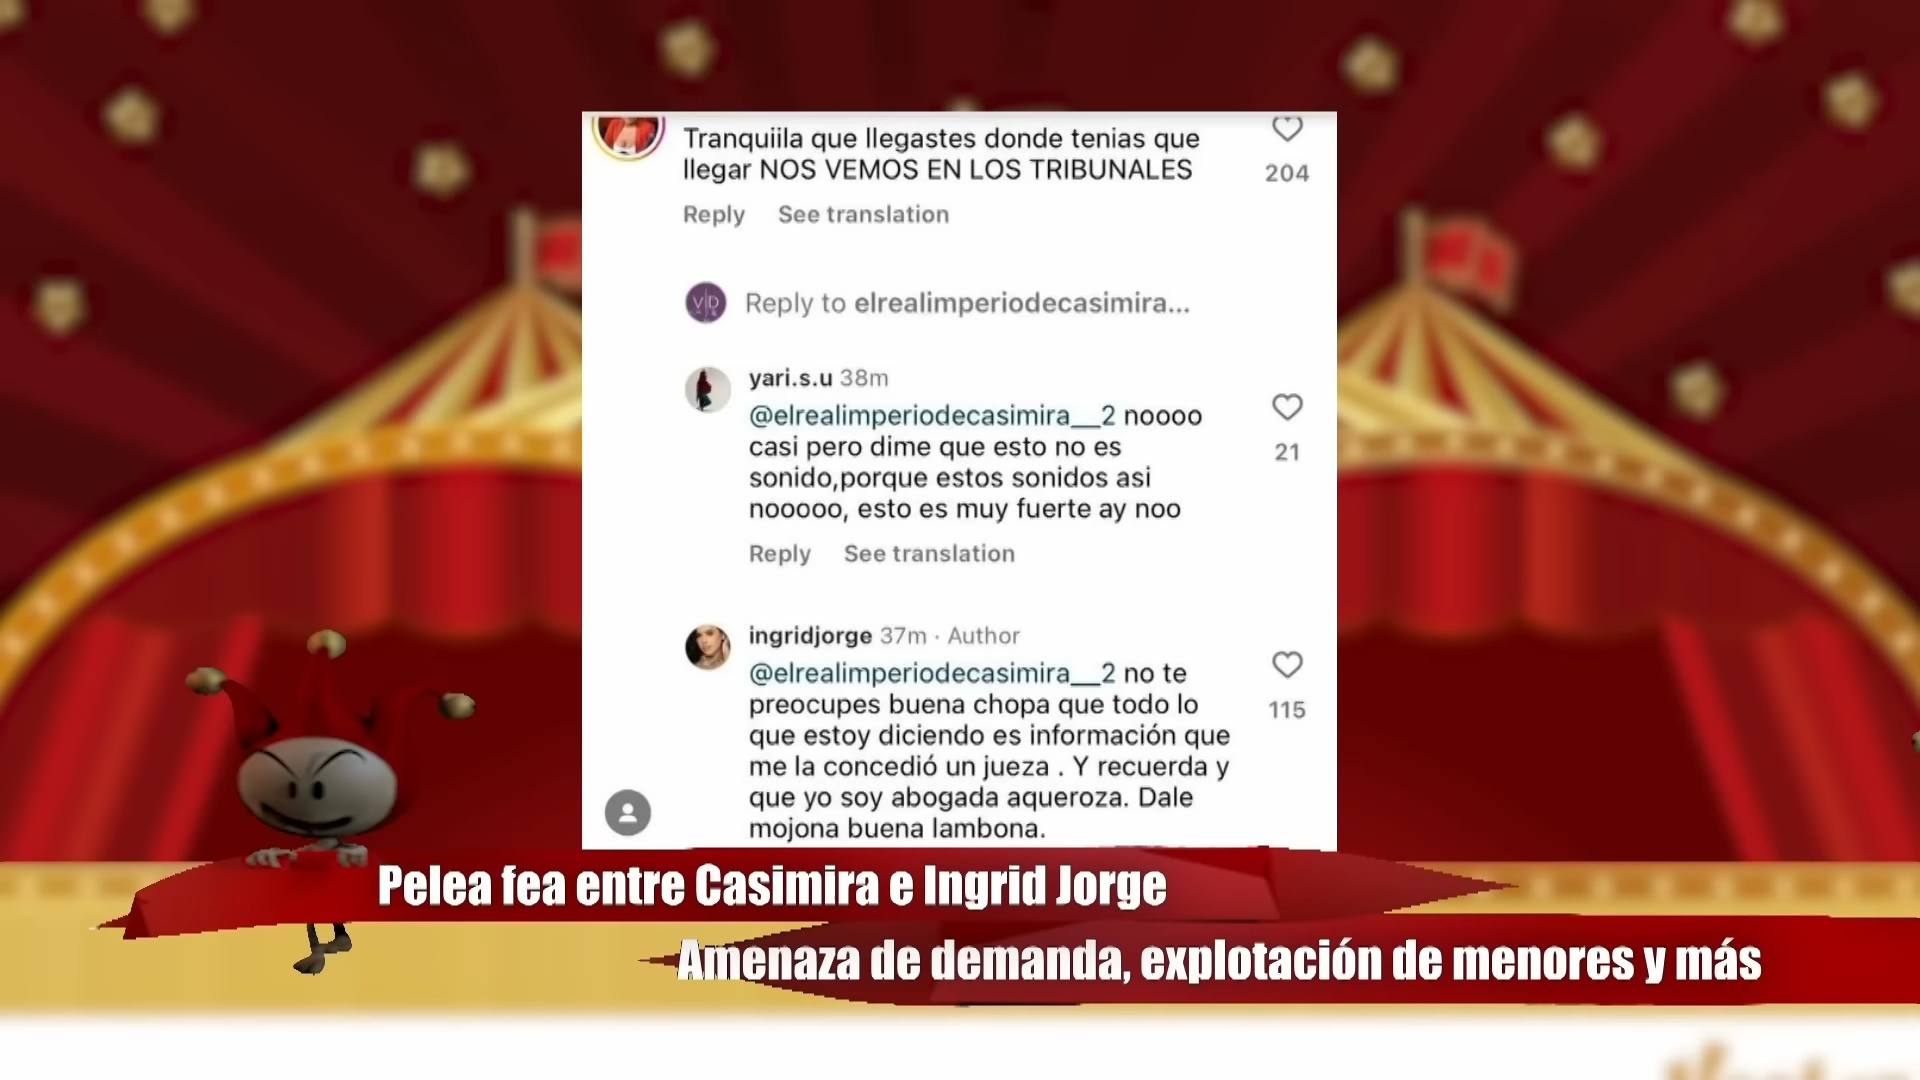 Tranquiila que llegastes donde tenias que
llegar NOS VEMOS EN LOS TRIBUNALES
204
Reply See translation
V|D
Reply to elrealimperiodecasimira...
yari.s.u 38m
@elrealimperiodecasimira__2 noooo
casi pero dime que esto no es
sonido,porque estos sonidos asi
nooooo, esto es muy fuerte ay noo
21
Reply See translation
ingridjorge 37m · Author
@elrealimperiodecasimira__2 no te
preocupes buena chopa que todo lo
que estoy diciendo es información que
me la concedió un jueza . Y recuerda y
que yo soy abogada aqueroza. Dale
mojona buena lambona.
115
Pelea fea entre Casimira e Ingrid Jorge
Amenaza de demanda, explotación de menores y más